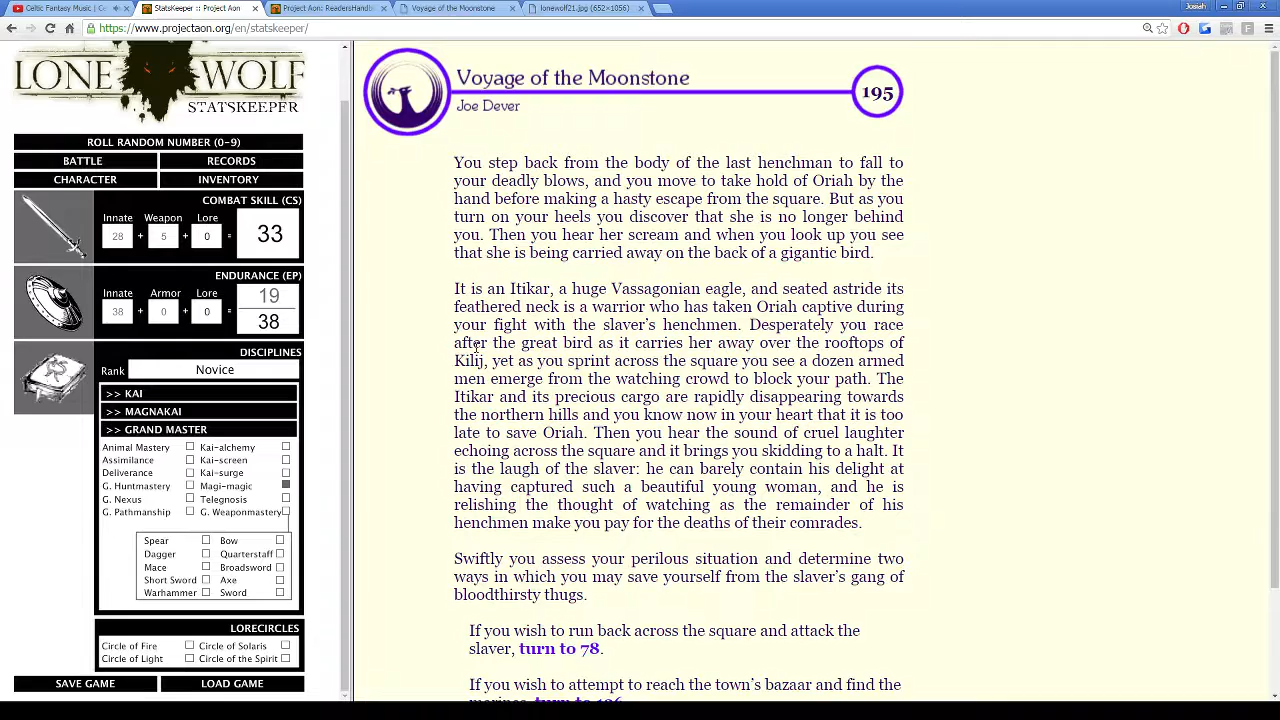 Celtic Fantasy Music | Ce
StatsKeeper :: Project Aon
Project Aon: ReadersHandb
Voyage of the Moonstone
lonewolf21.jpg (652×1056)
Josiah
https://www.projectaon.org/en/statskeeper/
LONE WOLF
STATSKEEPER
ROLL RANDOM NUMBER (0-9)
BATTLE
RECORDS
CHARACTER
INVENTORY
COMBAT SKILL (CS)
Innate Weapon Lore
28 + 5 + 0 = 33
ENDURANCE (EP)
Innate Armor Lore
19
38 + 0 + 0 = 38
DISCIPLINES
Rank Novice
>> KAI
>> MAGNAKAI
>> GRAND MASTER
Animal Mastery Kai-alchemy
Assimilance Kai-screen
Deliverance Kai-surge
G. Huntmastery Magi-magic
G. Nexus Telegnosis
G. Pathmanship G. Weaponmastery
Spear Bow
Dagger Quarterstaff
Mace Broadsword
Short Sword Axe
Warhammer Sword
LORECIRCLES
Circle of Fire Circle of Solaris
Circle of Light Circle of the Spirit
SAVE GAME
LOAD GAME
Voyage of the Moonstone
Joe Dever
195
You step back from the body of the last henchman to fall to
your deadly blows, and you move to take hold of Oriah by the
hand before making a hasty escape from the square. But as you
turn on your heels you discover that she is no longer behind
you. Then you hear her scream and when you look up you see
that she is being carried away on the back of a gigantic bird.
It is an Itikar, a huge Vassagonian eagle, and seated astride its
feathered neck is a warrior who has taken Oriah captive during
your fight with the slaver's henchmen. Desperately you race
after the great bird as it carries her away over the rooftops of
Kilij, yet as you sprint across the square you see a dozen armed
men emerge from the watching crowd to block your path. The
Itikar and its precious cargo are rapidly disappearing towards
the northern hills and you know now in your heart that it is too
late to save Oriah. Then you hear the sound of cruel laughter
echoing across the square and it brings you skidding to a halt. It
is the laugh of the slaver: he can barely contain his delight at
having captured such a beautiful young woman, and he is
relishing the thought of watching as the remainder of his
henchmen make you pay for the deaths of their comrades.
Swiftly you assess your perilous situation and determine two
ways in which you may save yourself from the slaver's gang of
bloodthirsty thugs.
If you wish to run back across the square and attack the
slaver, turn to 78.
If you wish to attempt to reach the town's bazaar and find the